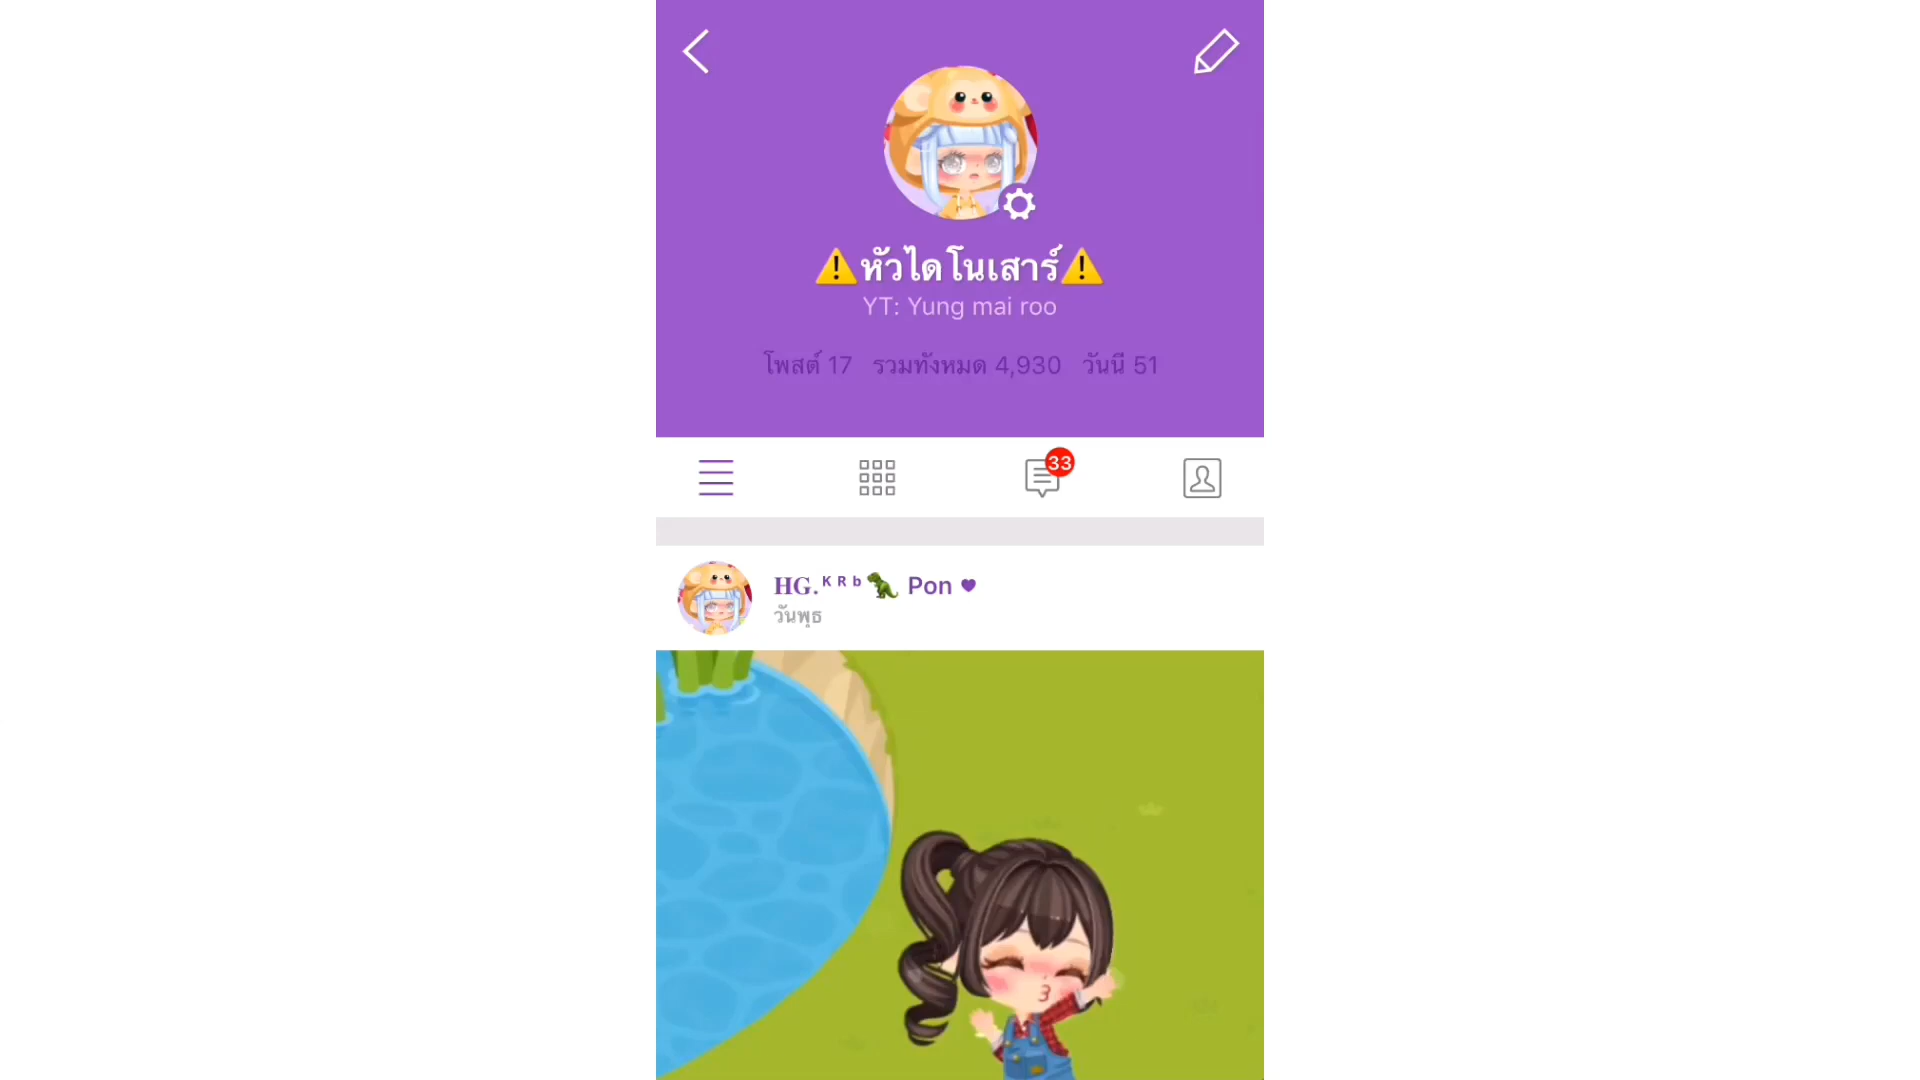 ⚠️หัวไดโนเสาร์⚠️
YT: Yung mai roo
โพสต์ 17 รวมทั้งหมด 4,930 วันนี้ 51
33
HG.ᴷ ᴿ ᵇ🦖 Pon ♥
วันพุธ